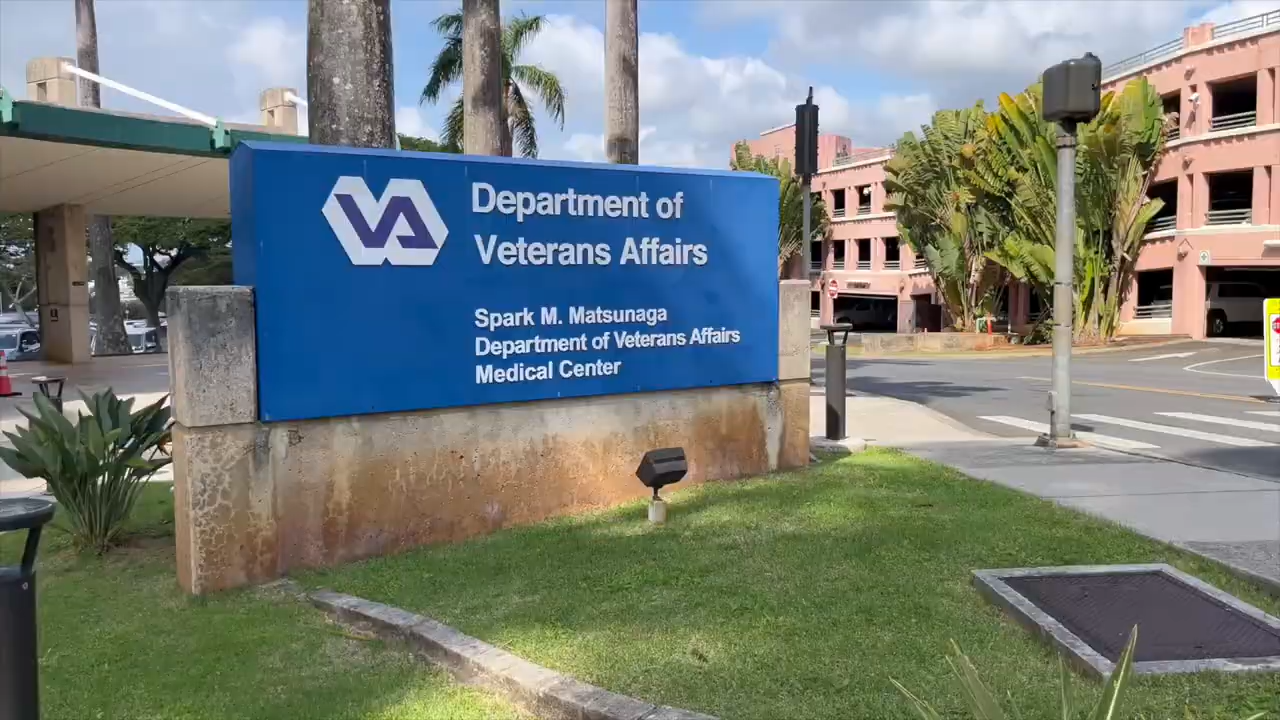 VA
Department of
Veterans Affairs
Spark M. Matsunaga
Department of Veterans Affairs
Medical Center